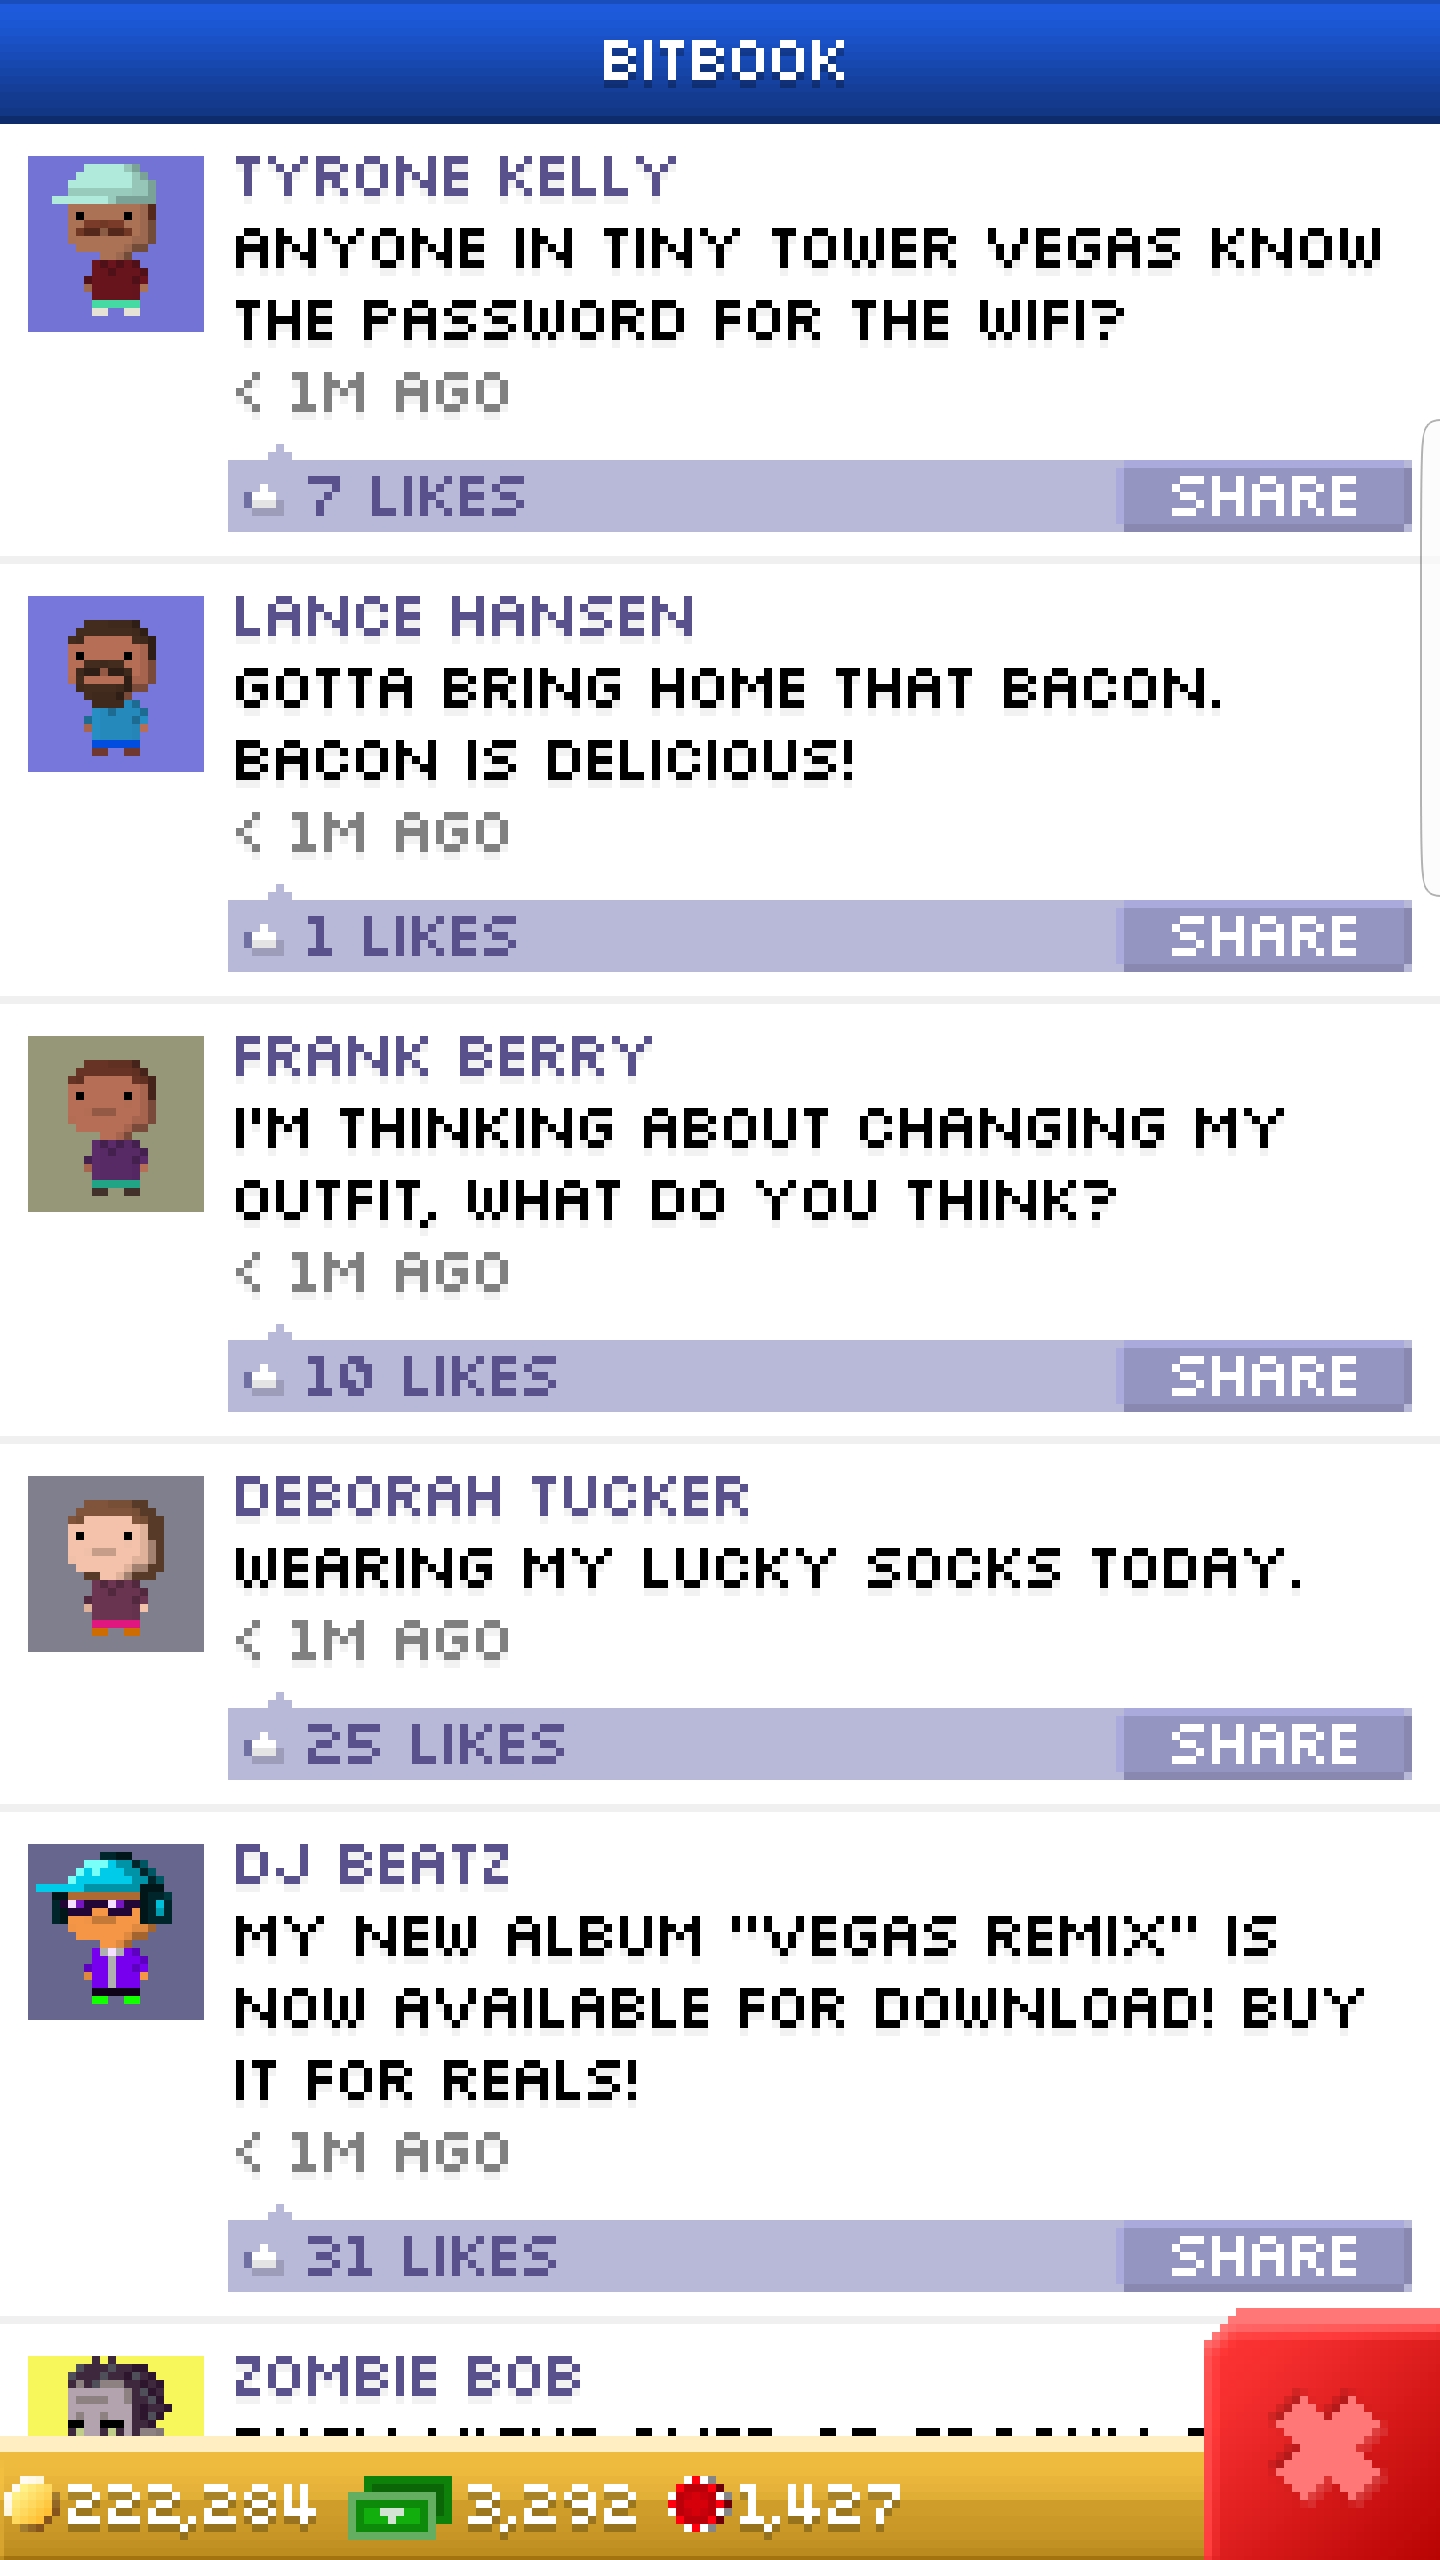 BITBOOK
TYRONE KELLY
ANYONE IN TINY TOWER VEGAS KNOW
THE PASSWORD FOR THE WIFI?
< 1M AGO
7 LIKES
SHARE
LANCE HANSEN
GOTTA BRING HOME THAT BACON.
BACON IS DELICIOUS!
< 1M AGO
1 LIKES
SHARE
FRANK BERRY
I'M THINKING ABOUT CHANGING MY
OUTFIT, WHAT DO YOU THINK?
< 1M AGO
10 LIKES
SHARE
DEBORAH TUCKER
WEARING MY LUCKY SOCKS TODAY.
< 1M AGO
25 LIKES
SHARE
DJ BEATZ
MY NEW ALBUM "VEGAS REMIX" IS
NOW AVAILABLE FOR DOWNLOAD! BUY
IT FOR REALS!
< 1M AGO
31 LIKES
SHARE
ZOMBIE BOB
222,284 3,292 1,427